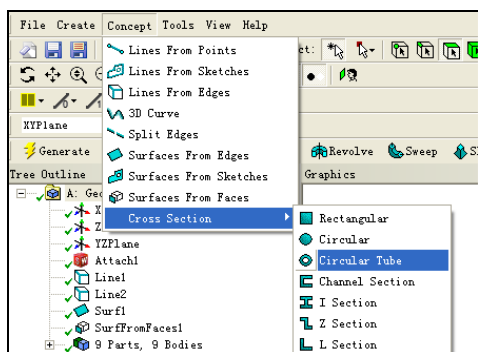 File Create Concept Tools View Help
Lines From Points
ct:
Lines From Sketches
Lines From Edges
3D Curve
XYPlane
Split Edges
Generate
Surfaces From Edges
Revolve Sweep
Tree Outline
Surfaces From Sketches
Graphics
Surfaces From Faces
A: Geo
Cross Section
X
Z
YZPlane
Attach1
Line1
Line2
Surf1
SurfFromFaces1
9 Parts, 9 Bodies
Rectangular
Circular
Circular Tube
Channel Section
I Section
Z Section
L Section